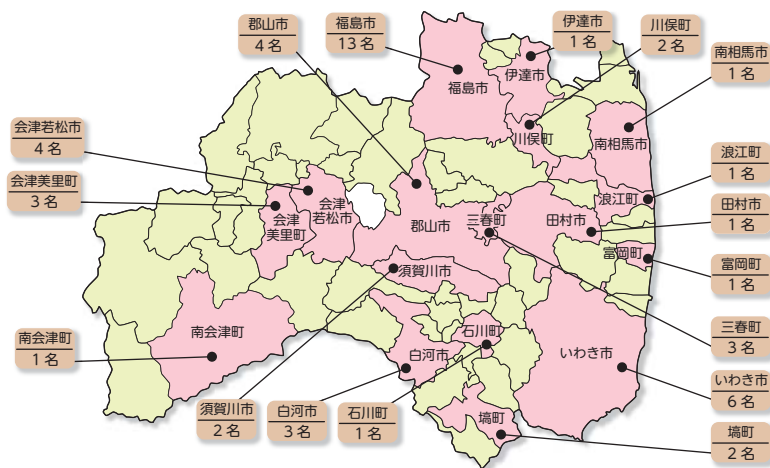 郡山市
4 名
福島市
13 名
伊達市
1 名
川俣町
2 名
南相馬市
1 名
会津若松市
4 名
会津美里町
3 名
浪江町
1 名
田村市
1 名
富岡町
1 名
三春町
3 名
いわき市
6 名
塙町
2 名
南会津町
1 名
須賀川市
2 名
白河市
3 名
石川町
1 名
福島市
伊達市
川俣町
南相馬市
浪江町
会津
若松市
会津
美里町
郡山市
三春町
田村市
富岡町
須賀川市
南会津町
石川町
白河市
いわき市
塙町